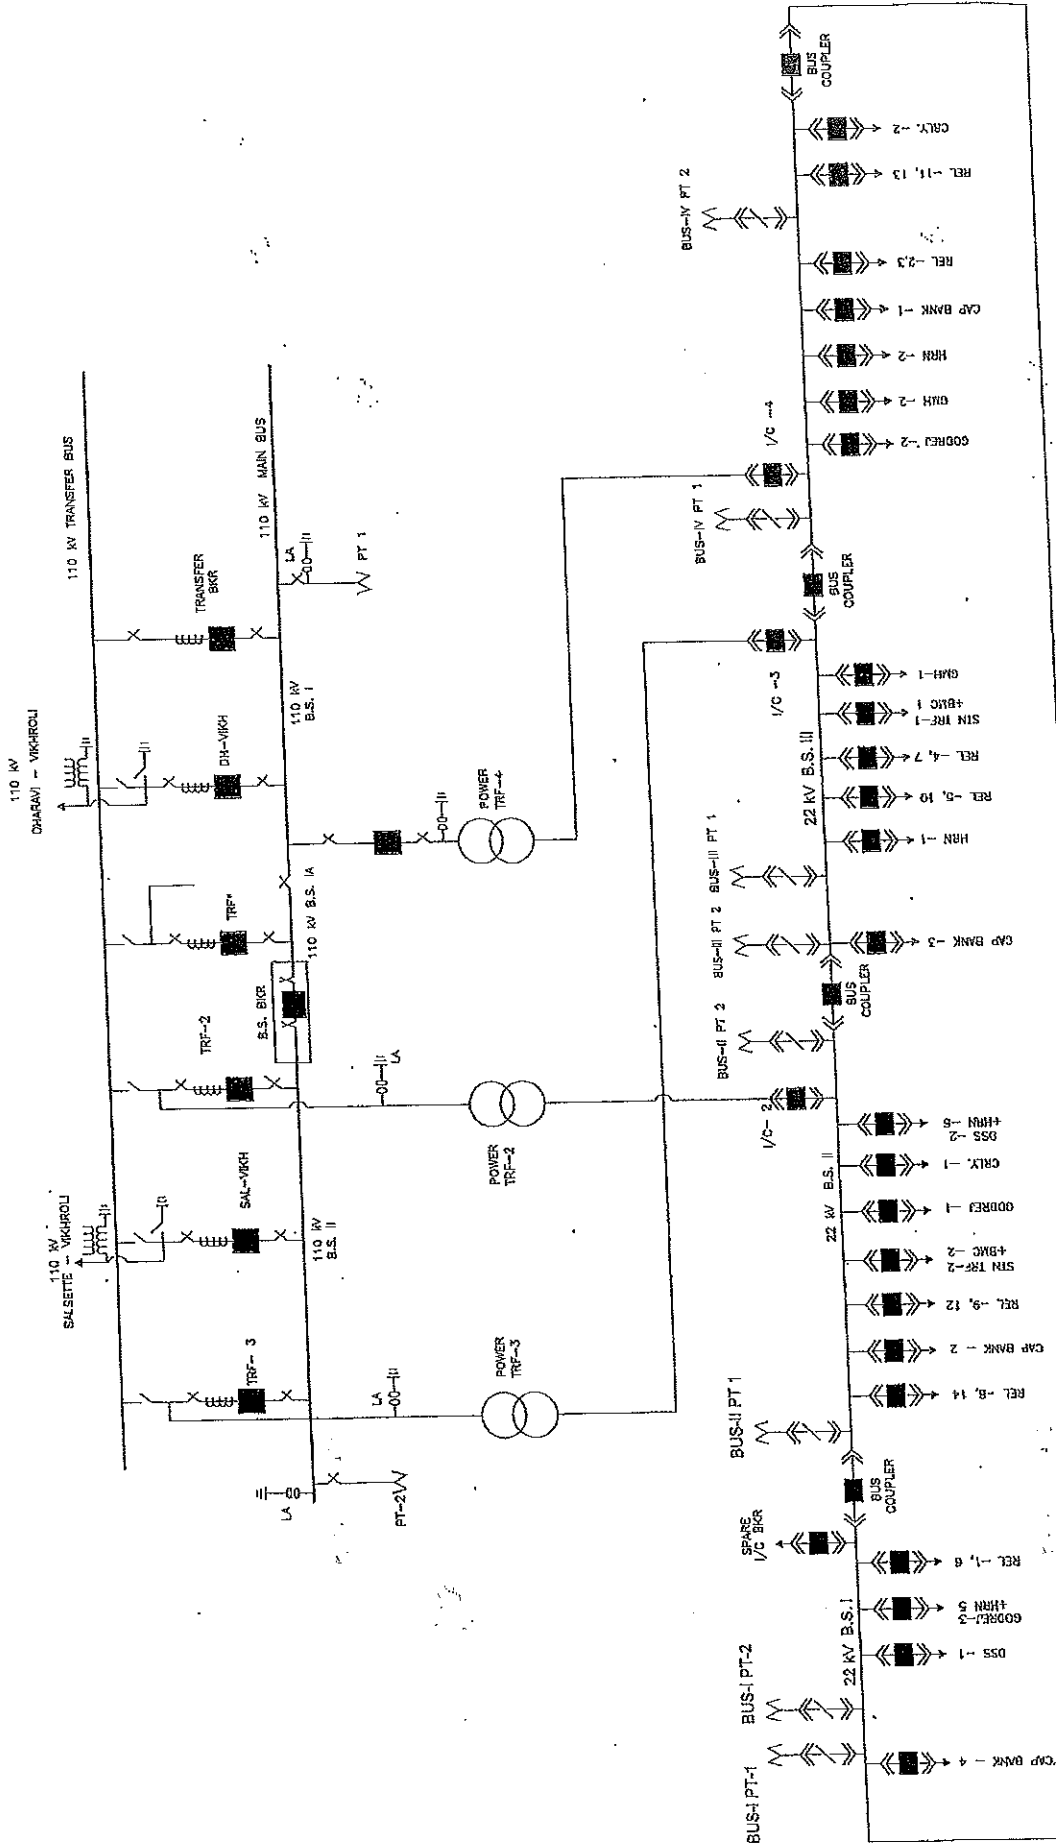 110 kV
DHARAVI - VIKHROLI
110 kV
SALSETTE - VIKHROLI
110 kV TRANSFER BUS
110 kV MAIN BUS
TRANSFER
BKR
DH-VIKH
TRF*
TRF-2
SAL-VIKH
TRF- 3
B.S. BKR
110 kV
B.S. I
110 kV B.S. IA
110 kV
B.S. II
LA
PT 1
LA
PT-2
LA
LA
POWER
TRF-4
POWER
TRF-2
POWER
TRF-3
BUS-I PT-1
BUS-I PT-2
SPARE
I/C BKR
BUS-II PT 1
I/C- 2
BUS-II PT 2
BUS-III PT 2
BUS-III PT 1
I/C -3
BUS-IV PT 1
I/C -4
BUS-IV PT 2
22 kV B.S.I
22 kV B.S. II
22 kV B.S. III
BUS
COUPLER
BUS
COUPLER
BUS
COUPLER
BUS
COUPLER
CAP BANK - 4
DSS -1
GODREJ-3
+HRN 5
REL -1, 6
REL -8, 14
CAP BANK - 2
REL -9, 12
STN TRF-2
+BMC -2
GODREJ -1
CRLY. -1
DSS -2
CAP BANK -3
HRN -1
REL -5, 10
REL -4, 7
STN TRF-1
+BMC 1
GMH-1
GODREJ -2
GMH -2
HRN -2
CAP BANK -1
REL -2,3
REL -11, 13
CRLY. -2